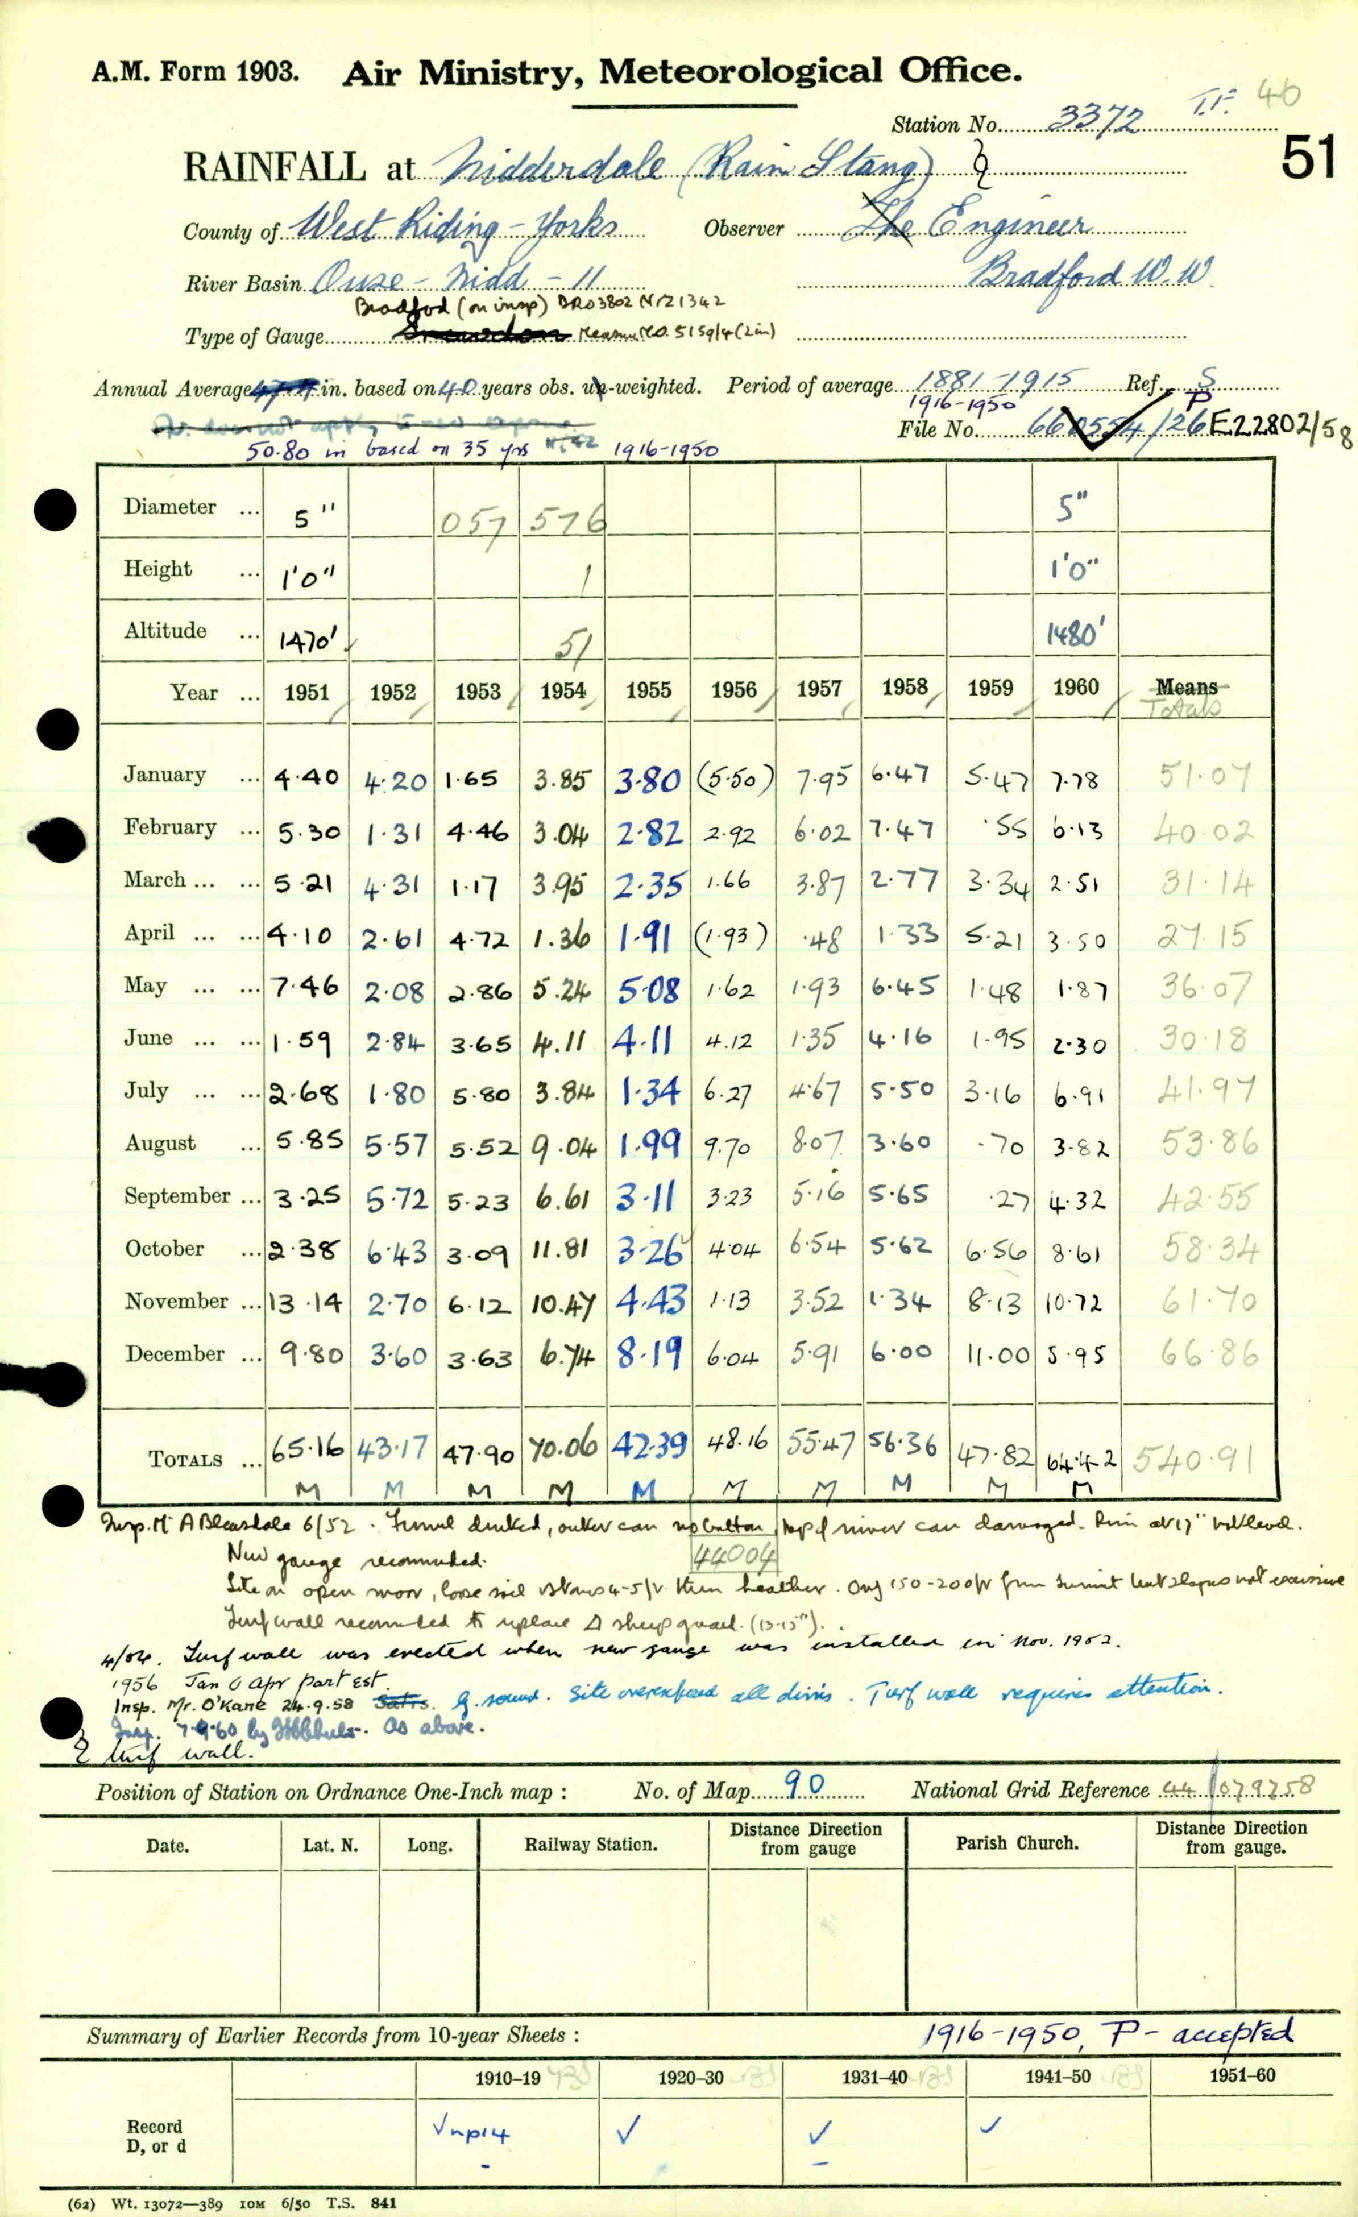 A.M. Form 1903. Air Ministry, Meteorological Office.
T.F. 40
Station No. 3372
51
RAINFALL at Nidderdale (Rain Stang)
County of West Riding - Yorks Observer The Engineer
River Basin Ouse - Nidd - 11 Bradford W.W.
Bradford (on insp) BR03802 Nr21342
Type of Gauge Snowdon Measure No. 5159/4 (2in)
Annual Average in. based on 40 years obs. un-weighted. Period of average 1881-1915 Ref. S
1916-1950 P
File No. 660554/26 E22802/58
50.80 in based on 35 yrs 1916-1950
Diameter ... 5" 057 576 5"
Height ... 1'0" 1 1'0"
Altitude ... 1470' 51 1480'
Year ... 1951 1952 1953 1954 1955 1956 1957 1958 1959 1960 Means
Totals
January ... 4.40 4.20 1.65 3.85 3.80 (5.50) 7.95 6.47 5.47 7.78 51.07
February ... 5.30 1.31 4.46 3.04 2.82 2.92 6.02 7.47 .55 6.13 40.02
March ... ... 5.21 4.31 1.17 3.95 2.35 1.66 3.87 2.77 3.34 2.51 31.14
April ... ... 4.10 2.61 4.72 1.36 1.91 (1.93) .48 1.33 5.21 3.50 27.15
May ... ... 7.46 2.08 2.86 5.24 5.08 1.62 1.93 6.45 1.48 1.87 36.07
June ... ... 1.59 2.84 3.65 4.11 4.11 4.12 1.35 4.16 1.95 2.30 30.18
July ... ... 2.68 1.80 5.80 3.84 1.34 6.27 4.67 5.50 3.16 6.91 41.97
August ... 5.85 5.57 5.52 9.04 1.99 9.70 8.07 3.60 .70 3.82 53.86
September ... 3.25 5.72 5.23 6.61 3.11 3.23 5.16 5.65 .27 4.32 42.55
October ... 2.38 6.43 3.09 11.81 3.26 4.04 6.54 5.62 6.56 8.61 58.34
November ... 13.14 2.70 6.12 10.47 4.43 1.13 3.52 1.34 8.13 10.72 61.70
December ... 9.80 3.60 3.63 6.74 8.19 6.04 5.91 6.00 11.00 5.95 66.86
TOTALS ... 65.16 43.17 47.90 70.06 42.39 48.16 55.47 56.36 47.82 64.42 540.91
M M M M M M M M M M
Insp. Mr A Bleasdale 6/52. Funnel dinked, outer can no bottom, top of inner can damaged. Rim at 17" not level.
New gauge recommended. 44004
Site on open moor, loose soil stones 4-5 ft then heather. Only 150-200 ft from summit but slopes not excessive
Turf wall recommended to replace Δ sheep guard. (13-15").
4/54. Turf wall was erected when new gauge was installed in Nov. 1952.
1956 Jan & Apr part est.
Insp. Mr. O'Kane 24.9.58 Satis. G. sound. Site overexposed all dirns. Turf wall requires attention.
Insp. 7.9.60 by As above.
turf wall.
Position of Station on Ordnance One-Inch map : No. of Map 90 National Grid Reference 44/079758
Date. Lat. N. Long. Railway Station. Distance Direction from gauge Parish Church. Distance Direction from gauge.
Summary of Earlier Records from 10-year Sheets : 1916-1950, P - accepted
1910-19 1920-30 1931-40 1941-50 1951-60
Record
D, or d
√np14 √ √ √
(62) Wt. 13072—389 10M 6/50 T.S. 841